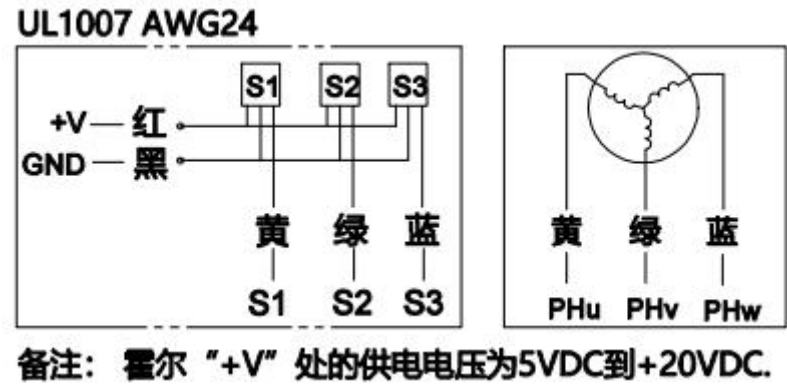 UL1007 AWG24
S1 S2 S3
+V 红
GND 黑
黄 绿 蓝 黄 绿 蓝
S1 S2 S3 PHu PHv PHw
备注： 霍尔“+V”处的供电电压为5VDC到+20VDC.